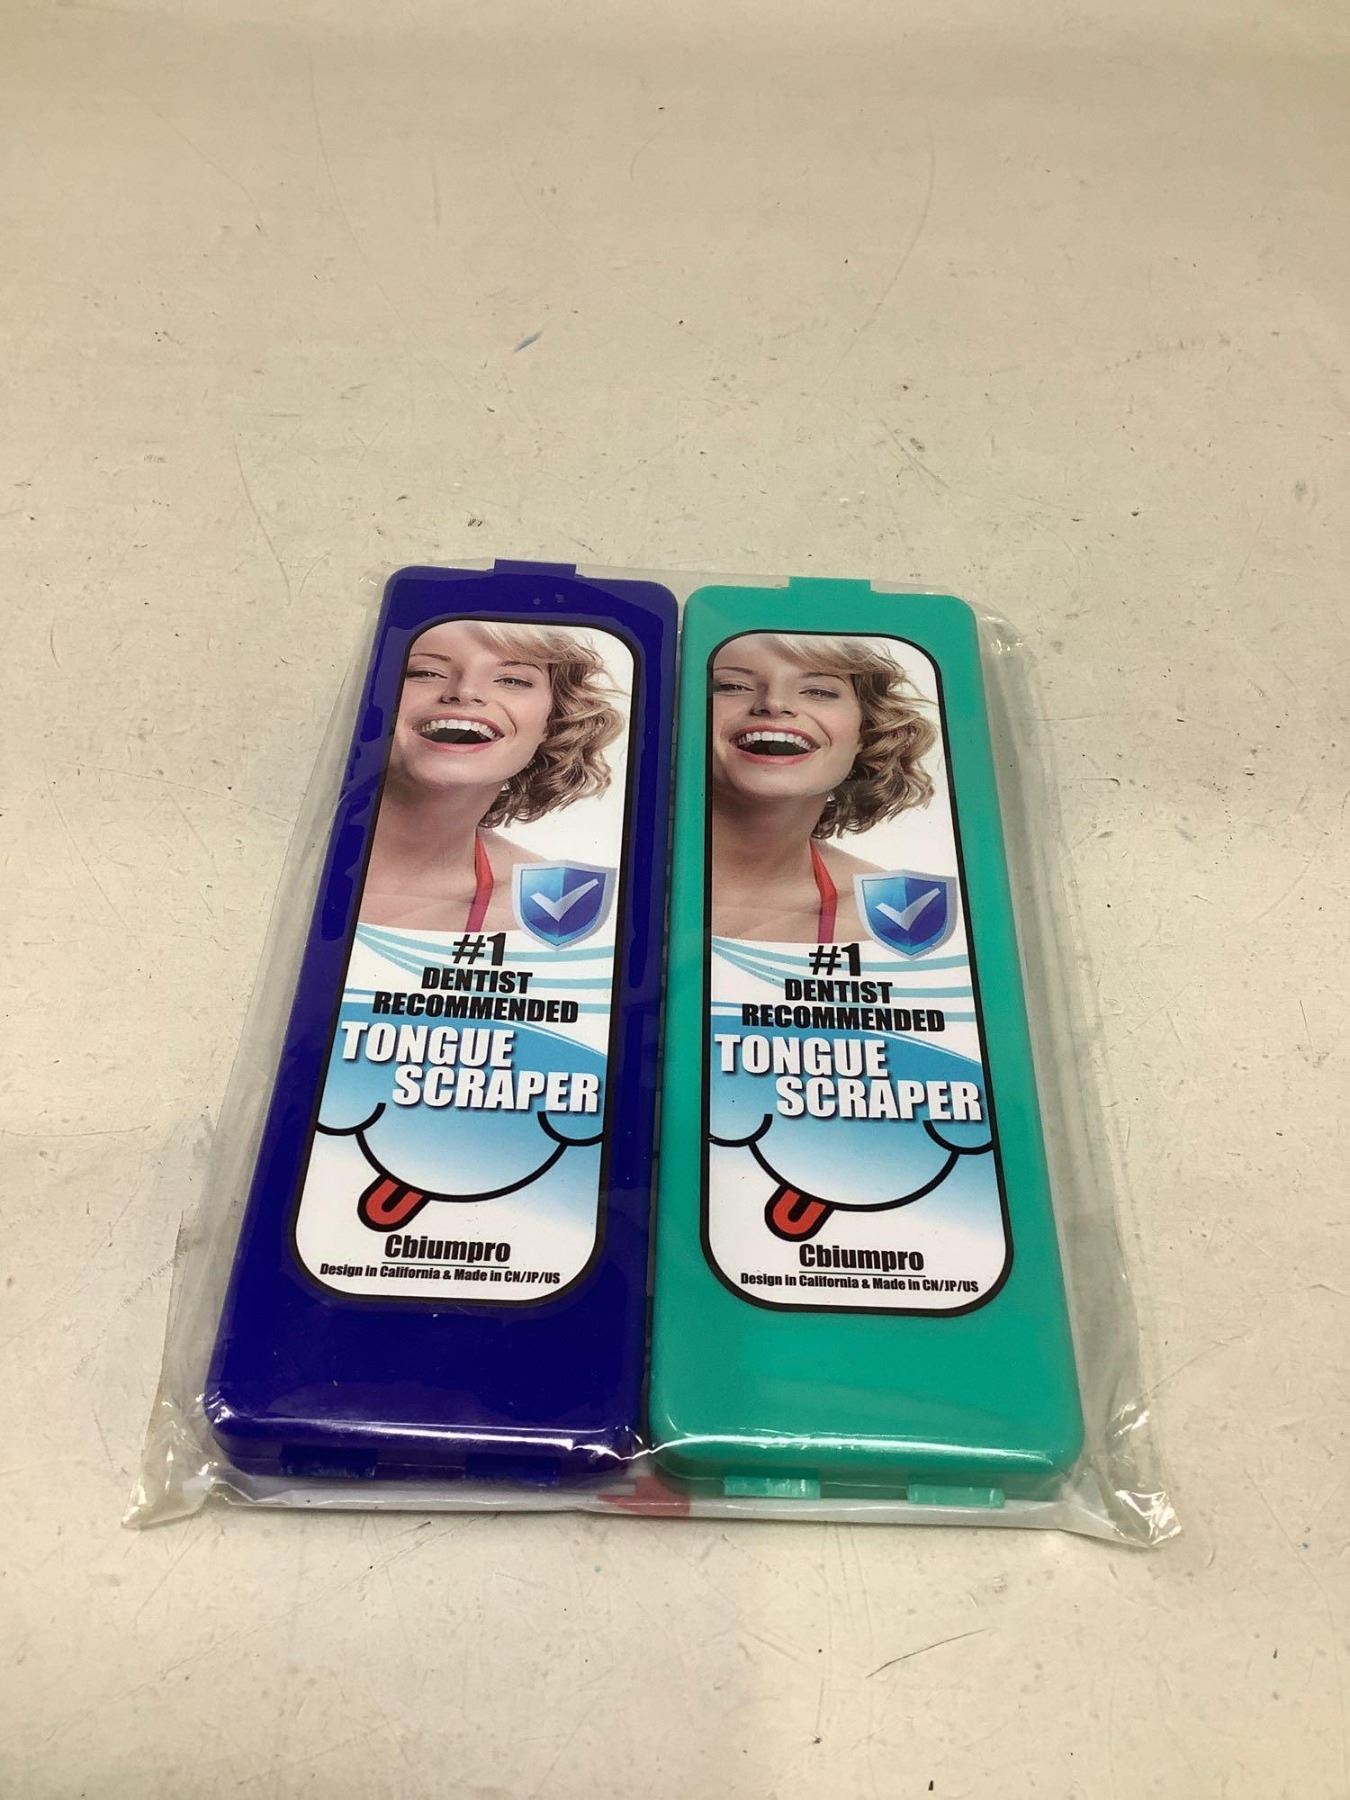 #1
DENTIST
RECOMMENDED
TONGUE
SCRAPER
Cbiumpro
Design in California & Made in CN/JP/US
#1
DENTIST
RECOMMENDED
TONGUE
SCRAPER
Cbiumpro
Design in California & Made in CN/JP/US